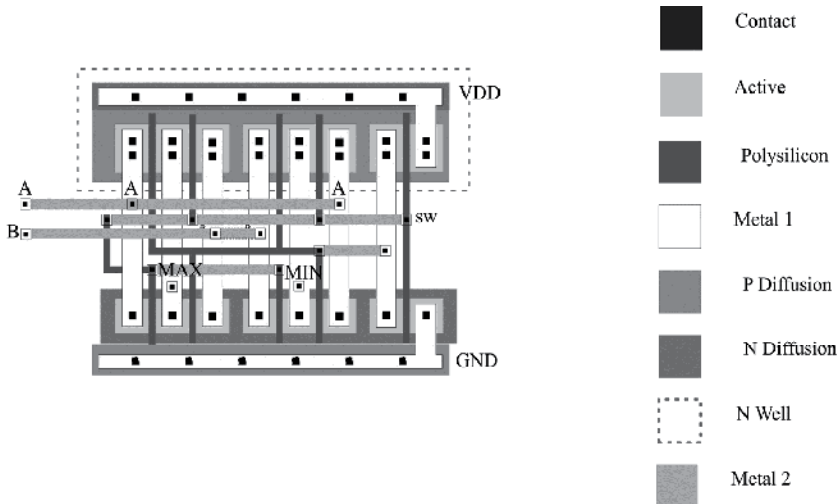 VDD
A
A
A
sw
B
MAX
MIN
GND
Contact
Active
Polysilicon
Metal 1
P Diffusion
N Diffusion
N Well
Metal 2